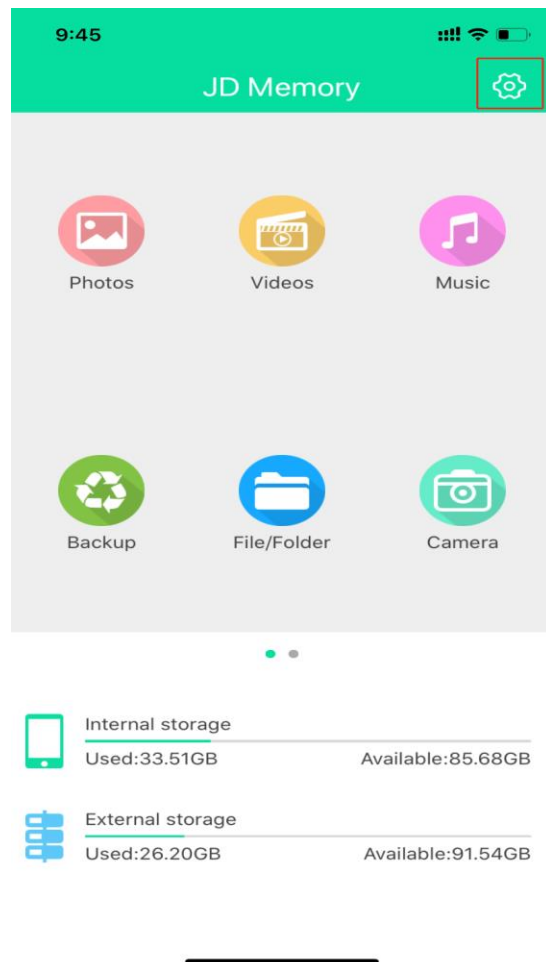 9:45
JD Memory
Photos Videos Music
Backup File/Folder Camera
Internal storage
Used:33.51GB Available:85.68GB
External storage
Used:26.20GB Available:91.54GB